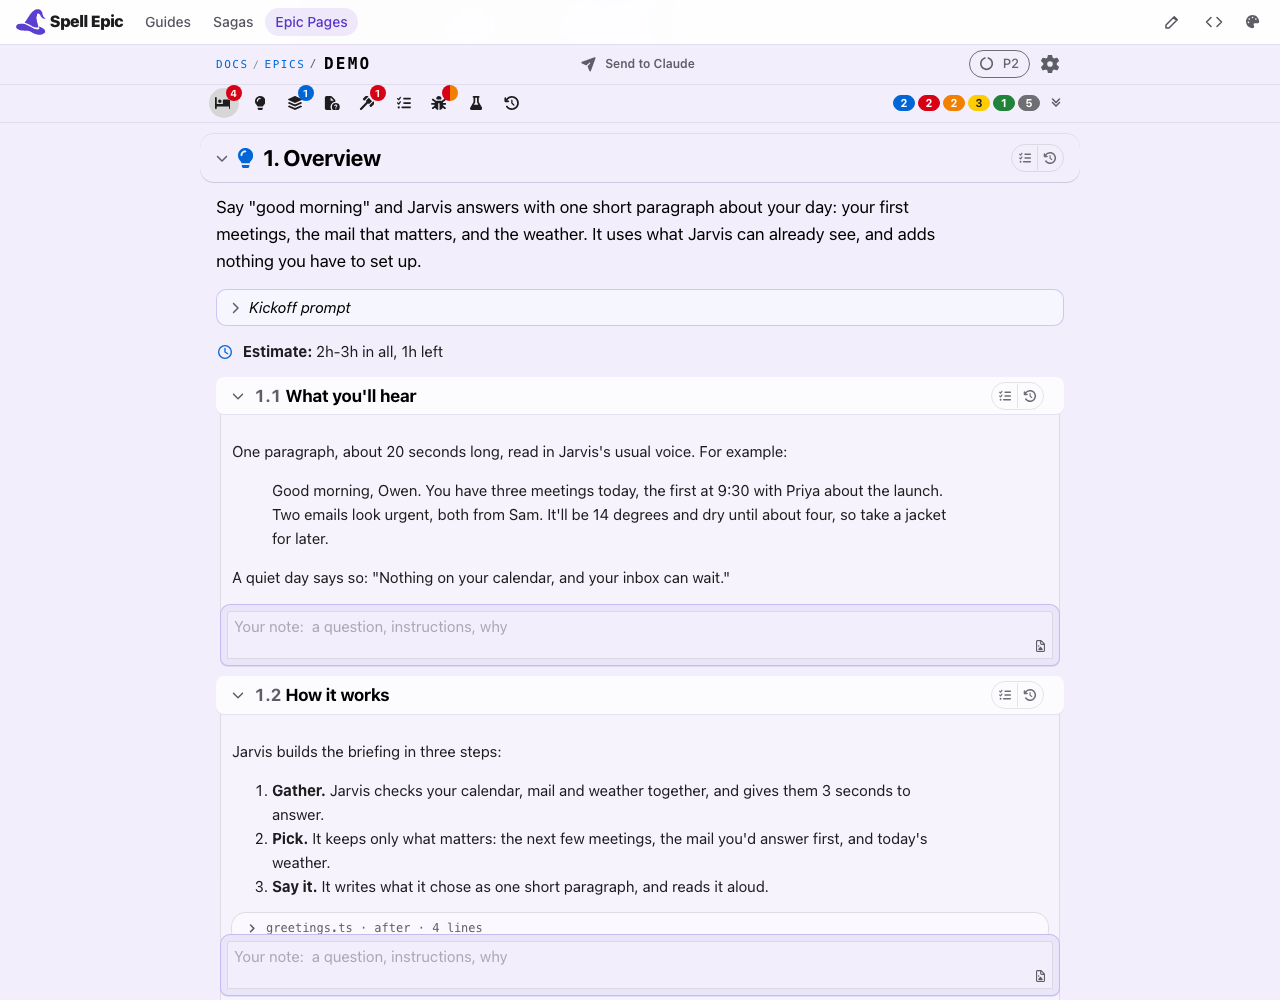 Spell Epic Guides Sagas Epic Pages
DOCS / EPICS / DEMO Send to Claude P2
4 1 1 2 2 2 3 1 5
1. Overview
Say "good morning" and Jarvis answers with one short paragraph about your day: your first
meetings, the mail that matters, and the weather. It uses what Jarvis can already see, and adds
nothing you have to set up.
Kickoff prompt
Estimate: 2h-3h in all, 1h left
1.1 What you'll hear
One paragraph, about 20 seconds long, read in Jarvis's usual voice. For example:
Good morning, Owen. You have three meetings today, the first at 9:30 with Priya about the launch.
Two emails look urgent, both from Sam. It'll be 14 degrees and dry until about four, so take a jacket
for later.
A quiet day says so: "Nothing on your calendar, and your inbox can wait."
Your note: a question, instructions, why
1.2 How it works
Jarvis builds the briefing in three steps:
1. Gather. Jarvis checks your calendar, mail and weather together, and gives them 3 seconds to
answer.
2. Pick. It keeps only what matters: the next few meetings, the mail you'd answer first, and today's
weather.
3. Say it. It writes what it chose as one short paragraph, and reads it aloud.
greetings.ts · after · 4 lines
Your note: a question, instructions, why